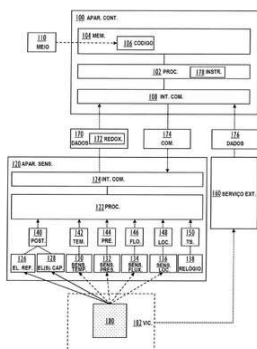 100 APAR. CONT.
104 MEM.
106 CÓDIGO
110
MEIO
102 PROC.
178 INSTR.
108 INT. COM.
170
DADOS
172 REDOX.
174
COM.
176
DADOS
120 APAR. SENS.
124 INT. COM.
122 PROC.
160 SERVIÇO EXT.
140
POST.
142
TEM.
144
PRE.
146
FLO.
148
LOC.
150
TS.
126
EL. REF.
128
130
SENS.
TEMP.
132
SENS.
PRES.
134
SENS.
FLUX.
136
SENS.
LOC.
138
RELÓGIO
180
182 VIC.